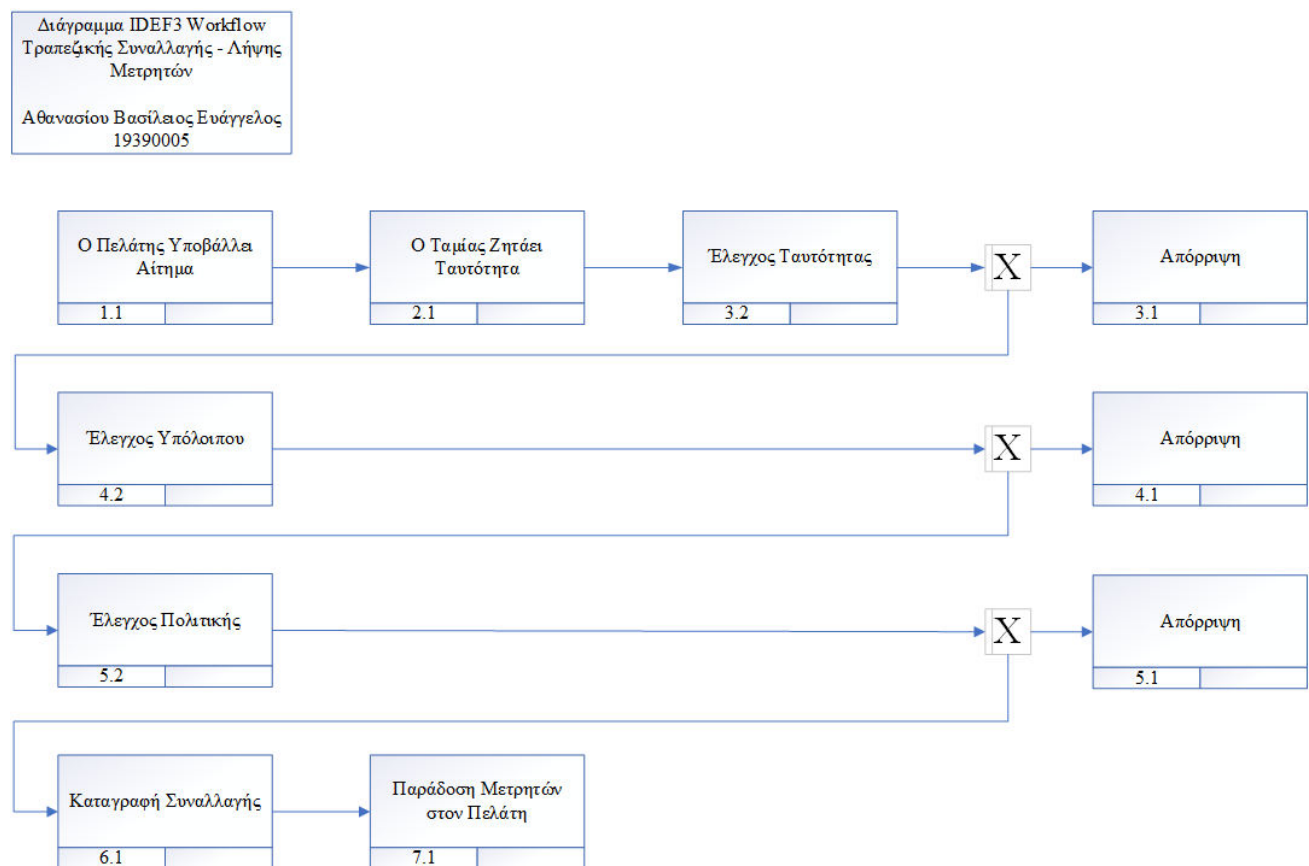 Διάγραμμα IDEF3 Workflow
Τραπεζικής Συναλλαγής - Λήψης
Μετρητών
Αθανασίου Βασίλειος Ευάγγελος
19390005
Ο Πελάτης Υποβάλλει
Αίτημα
1.1
Ο Ταμίας Ζητάει
Ταυτότητα
2.1
Έλεγχος Ταυτότητας
3.2
X
Απόρριψη
3.1
Έλεγχος Υπόλοιπου
4.2
X
Απόρριψη
4.1
Έλεγχος Πολιτικής
5.2
X
Απόρριψη
5.1
Καταγραφή Συναλλαγής
6.1
Παράδοση Μετρητών
στον Πελάτη
7.1